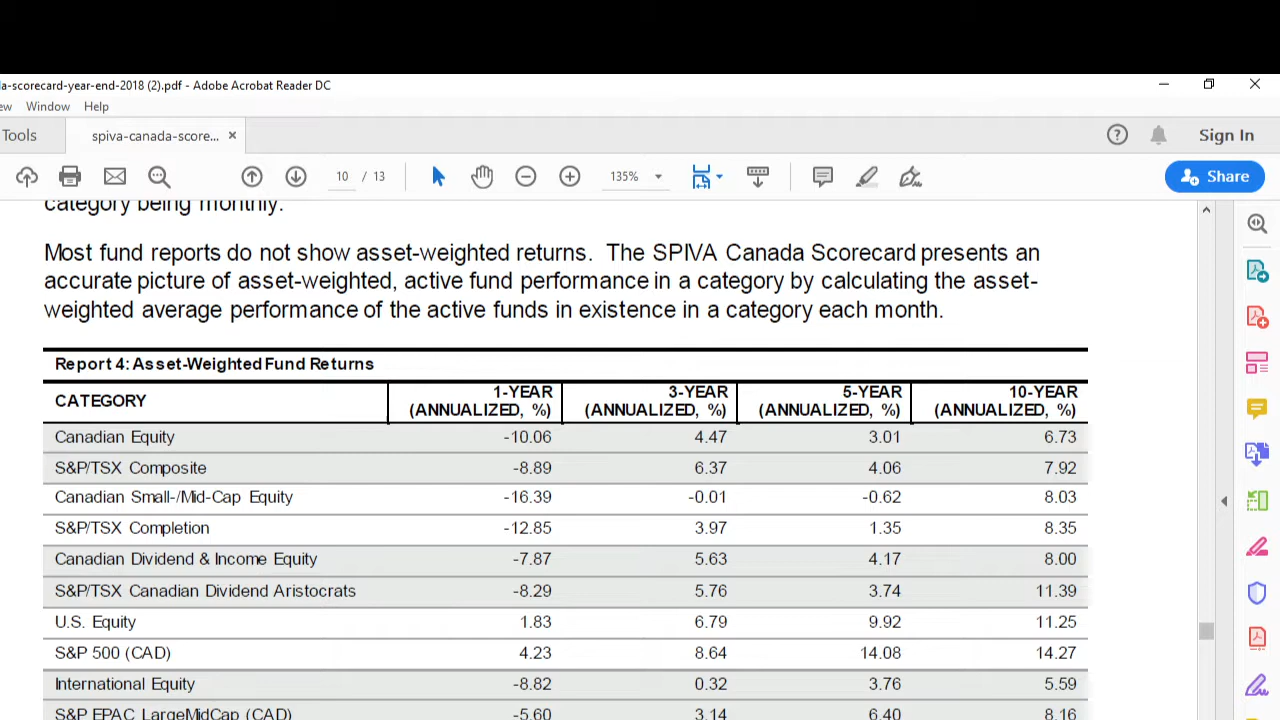 a-scorecard-year-end-2018 (2).pdf - Adobe Acrobat Reader DC
ew Window Help
Tools spiva-canada-score... × Sign In
10 / 13 135% Share
category being monthly.
Most fund reports do not show asset-weighted returns. The SPIVA Canada Scorecard presents an
accurate picture of asset-weighted, active fund performance in a category by calculating the asset-
weighted average performance of the active funds in existence in a category each month.
Report 4: Asset-Weighted Fund Returns
CATEGORY 1-YEAR (ANNUALIZED, %) 3-YEAR (ANNUALIZED, %) 5-YEAR (ANNUALIZED, %) 10-YEAR (ANNUALIZED, %)
Canadian Equity -10.06 4.47 3.01 6.73
S&P/TSX Composite -8.89 6.37 4.06 7.92
Canadian Small-/Mid-Cap Equity -16.39 -0.01 -0.62 8.03
S&P/TSX Completion -12.85 3.97 1.35 8.35
Canadian Dividend & Income Equity -7.87 5.63 4.17 8.00
S&P/TSX Canadian Dividend Aristocrats -8.29 5.76 3.74 11.39
U.S. Equity 1.83 6.79 9.92 11.25
S&P 500 (CAD) 4.23 8.64 14.08 14.27
International Equity -8.82 0.32 3.76 5.59
S&P EPAC LargeMidCap (CAD) -5.60 3.14 6.40 8.16